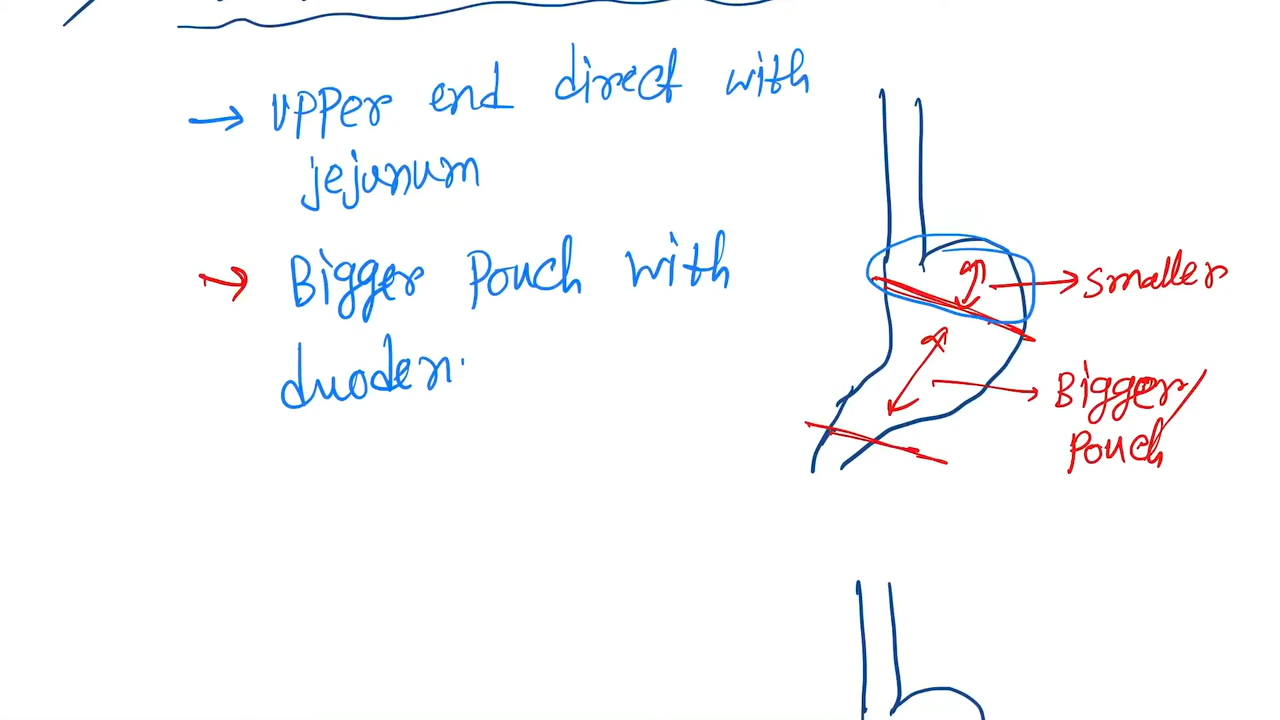 → Upper end direct with
jejunum
→ Bigger Pouch with
duoden
→ Smaller
→ Bigger/
Pouch